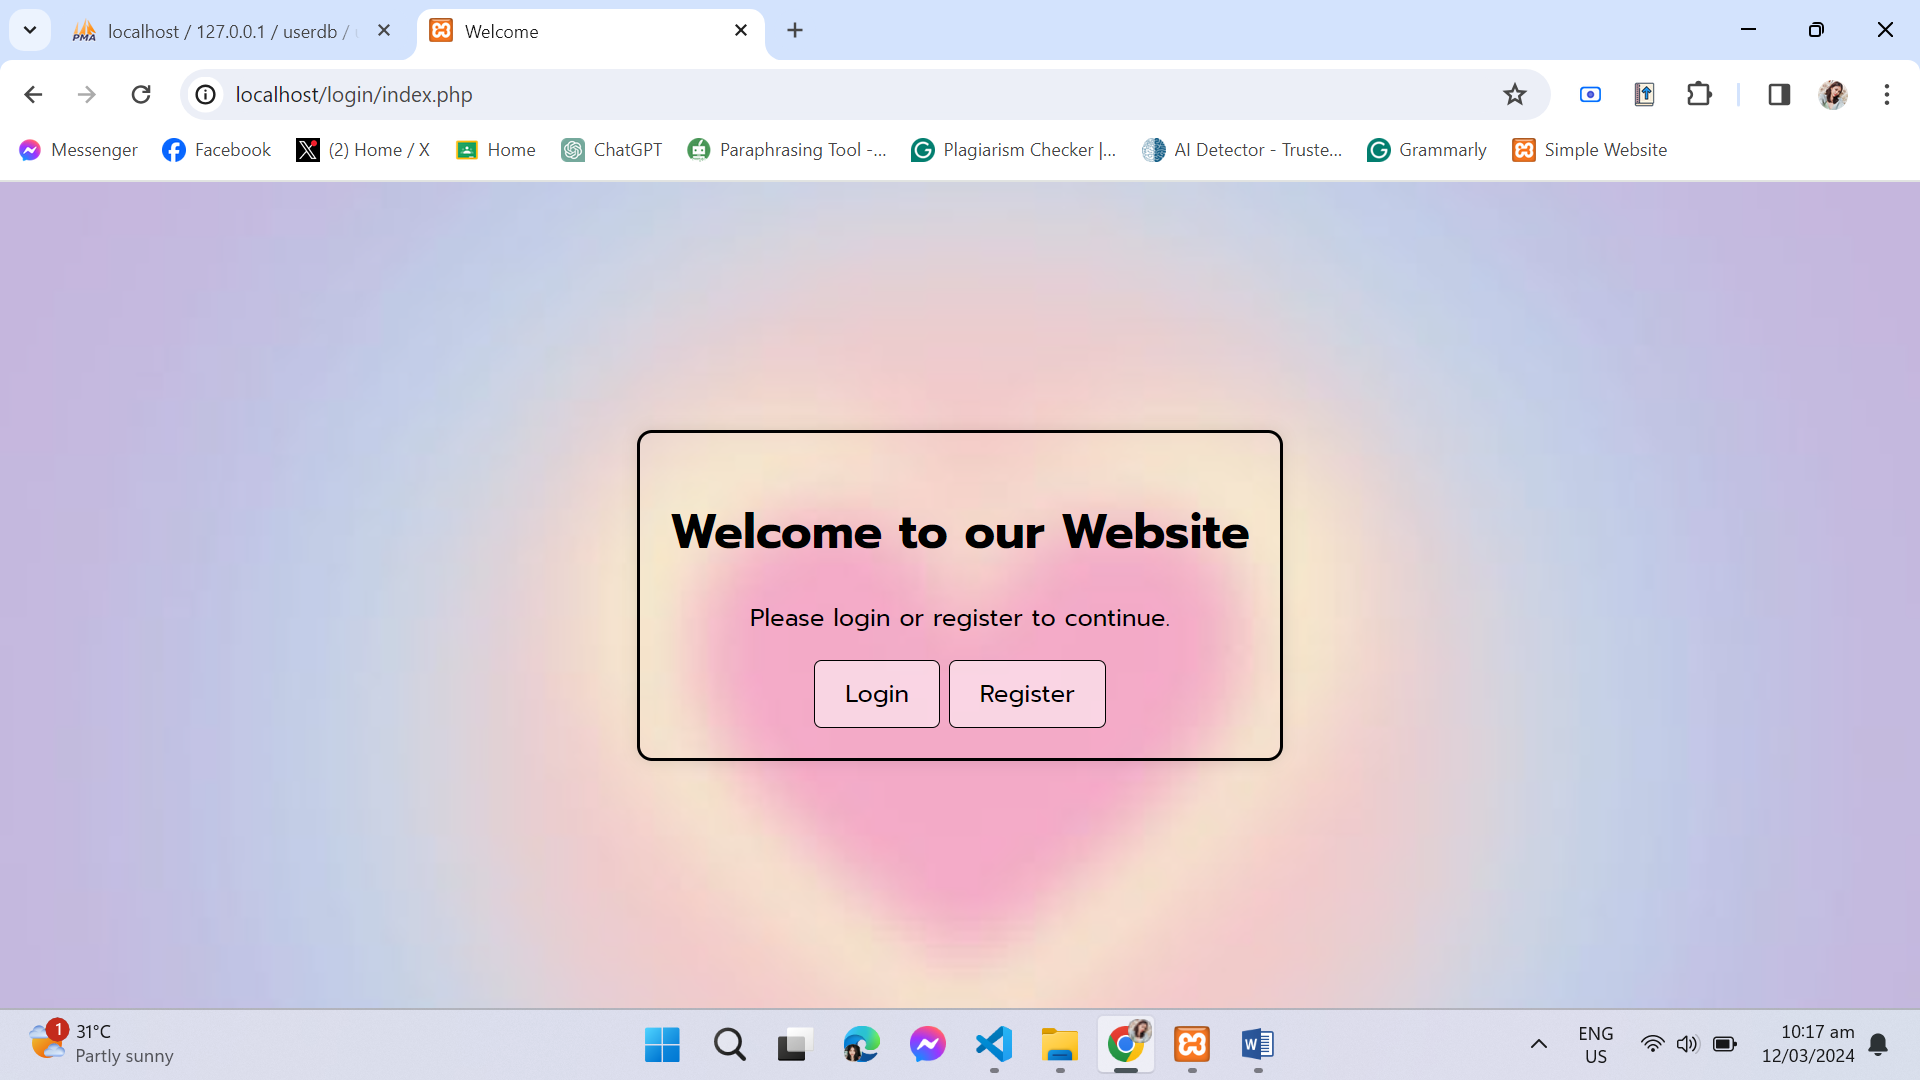 localhost / 127.0.0.1 / userdb /
Welcome
localhost/login/index.php
Messenger
Facebook
(2) Home / X
Home
ChatGPT
Paraphrasing Tool -...
Plagiarism Checker |...
AI Detector - Truste...
Grammarly
Simple Website
Welcome to our Website
Please login or register to continue.
Login
Register
1
31°C
Partly sunny
ENG
US
10:17 am
12/03/2024